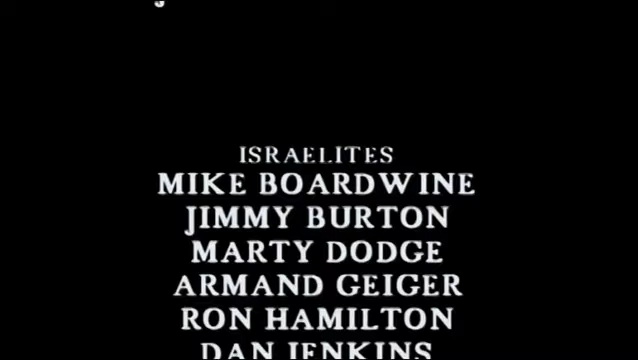 ISRAELITES
MIKE BOARDWINE
JIMMY BURTON
MARTY DODGE
ARMAND GEIGER
RON HAMILTON
DAN JENKINS